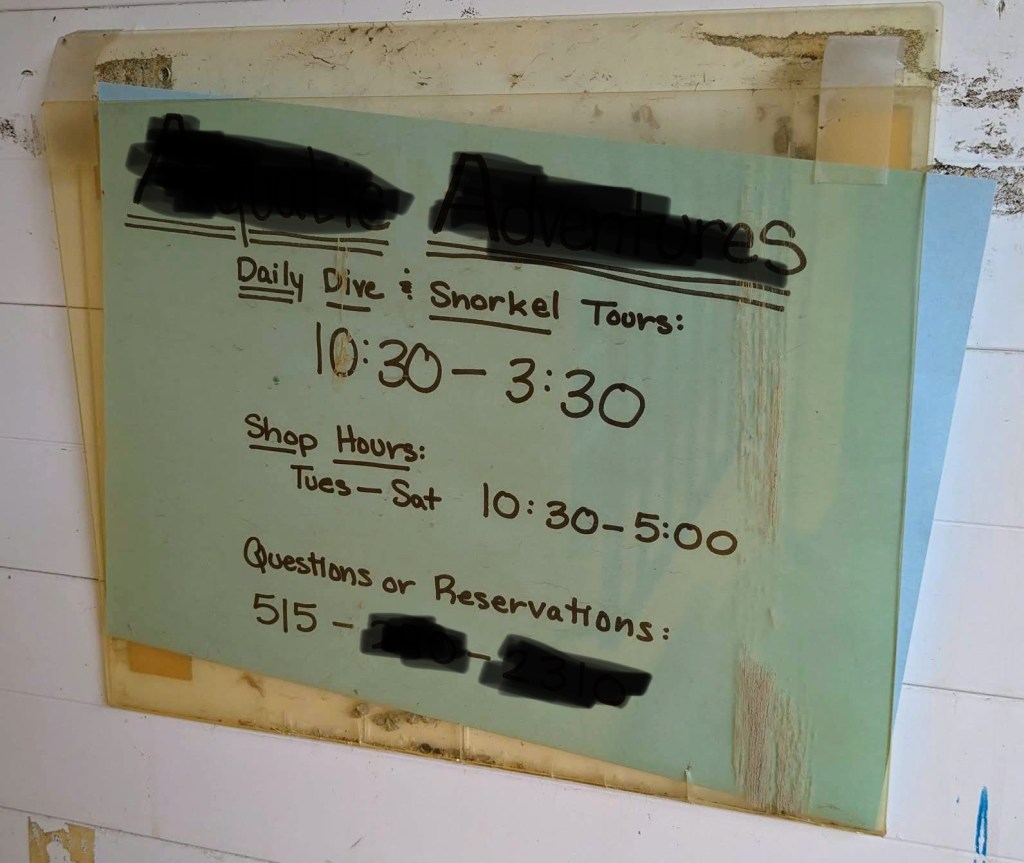 Adventures
Daily Dive & Snorkel Tours:
10:30 – 3:30
Shop Hours:
Tues – Sat 10:30 – 5:00
Questions or Reservations:
515 –